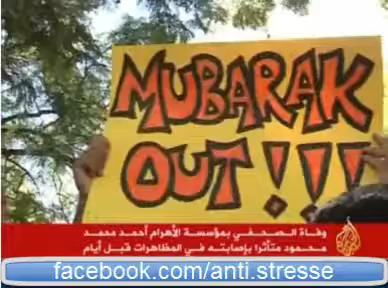 MUBARAK
OUT!!!
وفاة الصحفي بمؤسسة الأهرام أحمد محمد
محمود متأثرا بإصابته في المظاهرات قبل أيام
facebook.com/anti.stresse